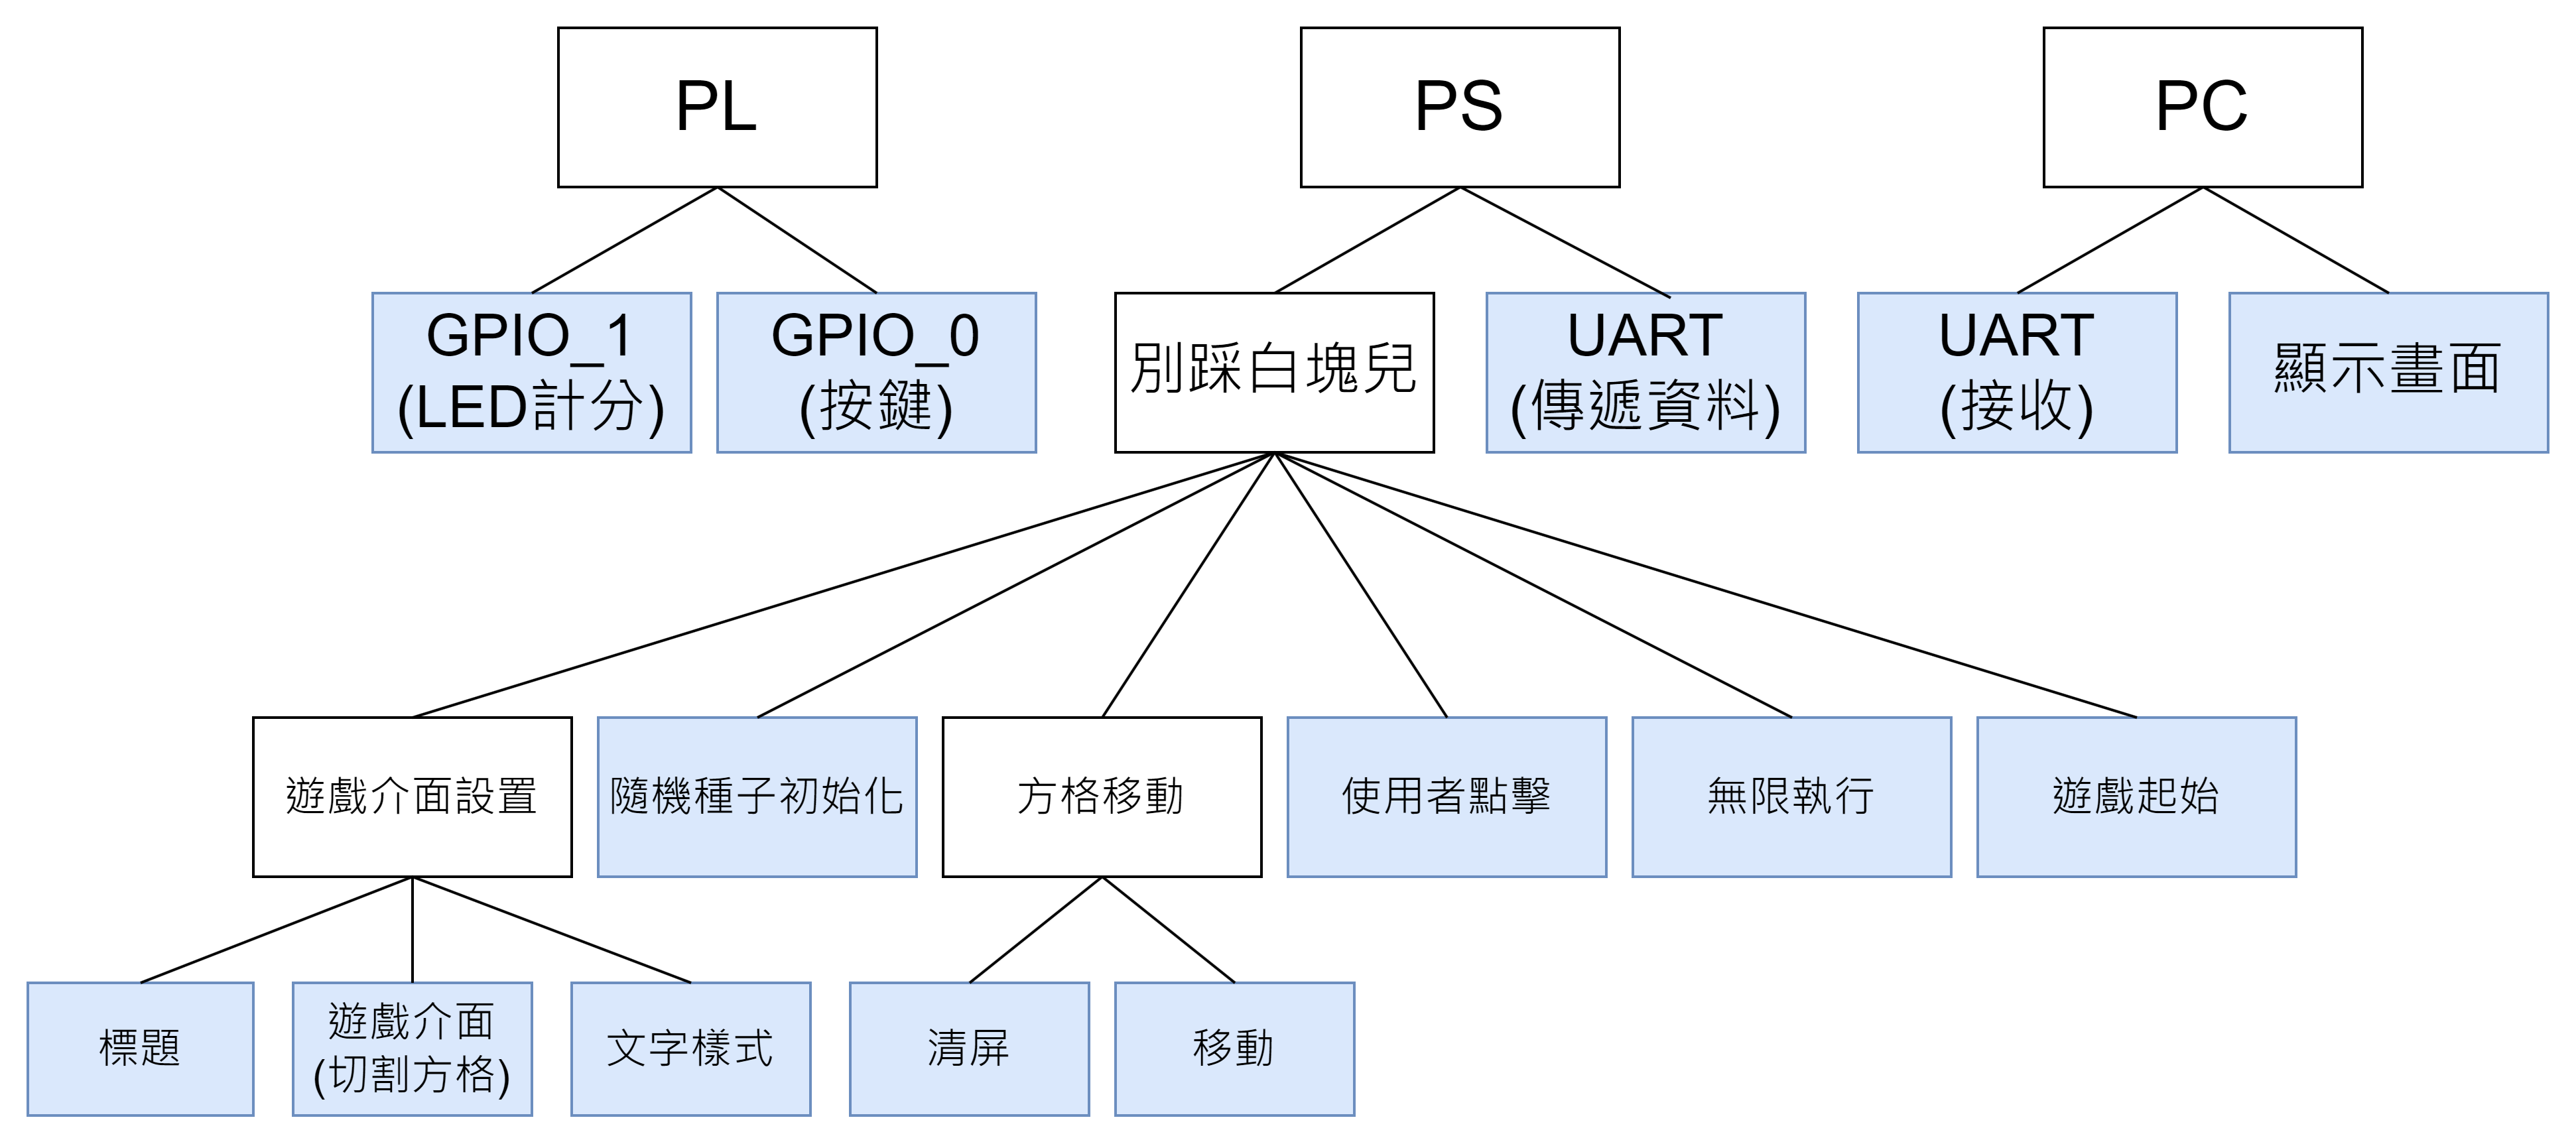 PL
PS
PC
GPIO_1
(LED計分)
GPIO_0
(按鍵)
別踩白塊兒
UART
(傳遞資料)
UART
(接收)
顯示畫面
遊戲介面設置
隨機種子初始化
方格移動
使用者點擊
無限執行
遊戲起始
標題
遊戲介面
(切割方格)
文字樣式
清屏
移動